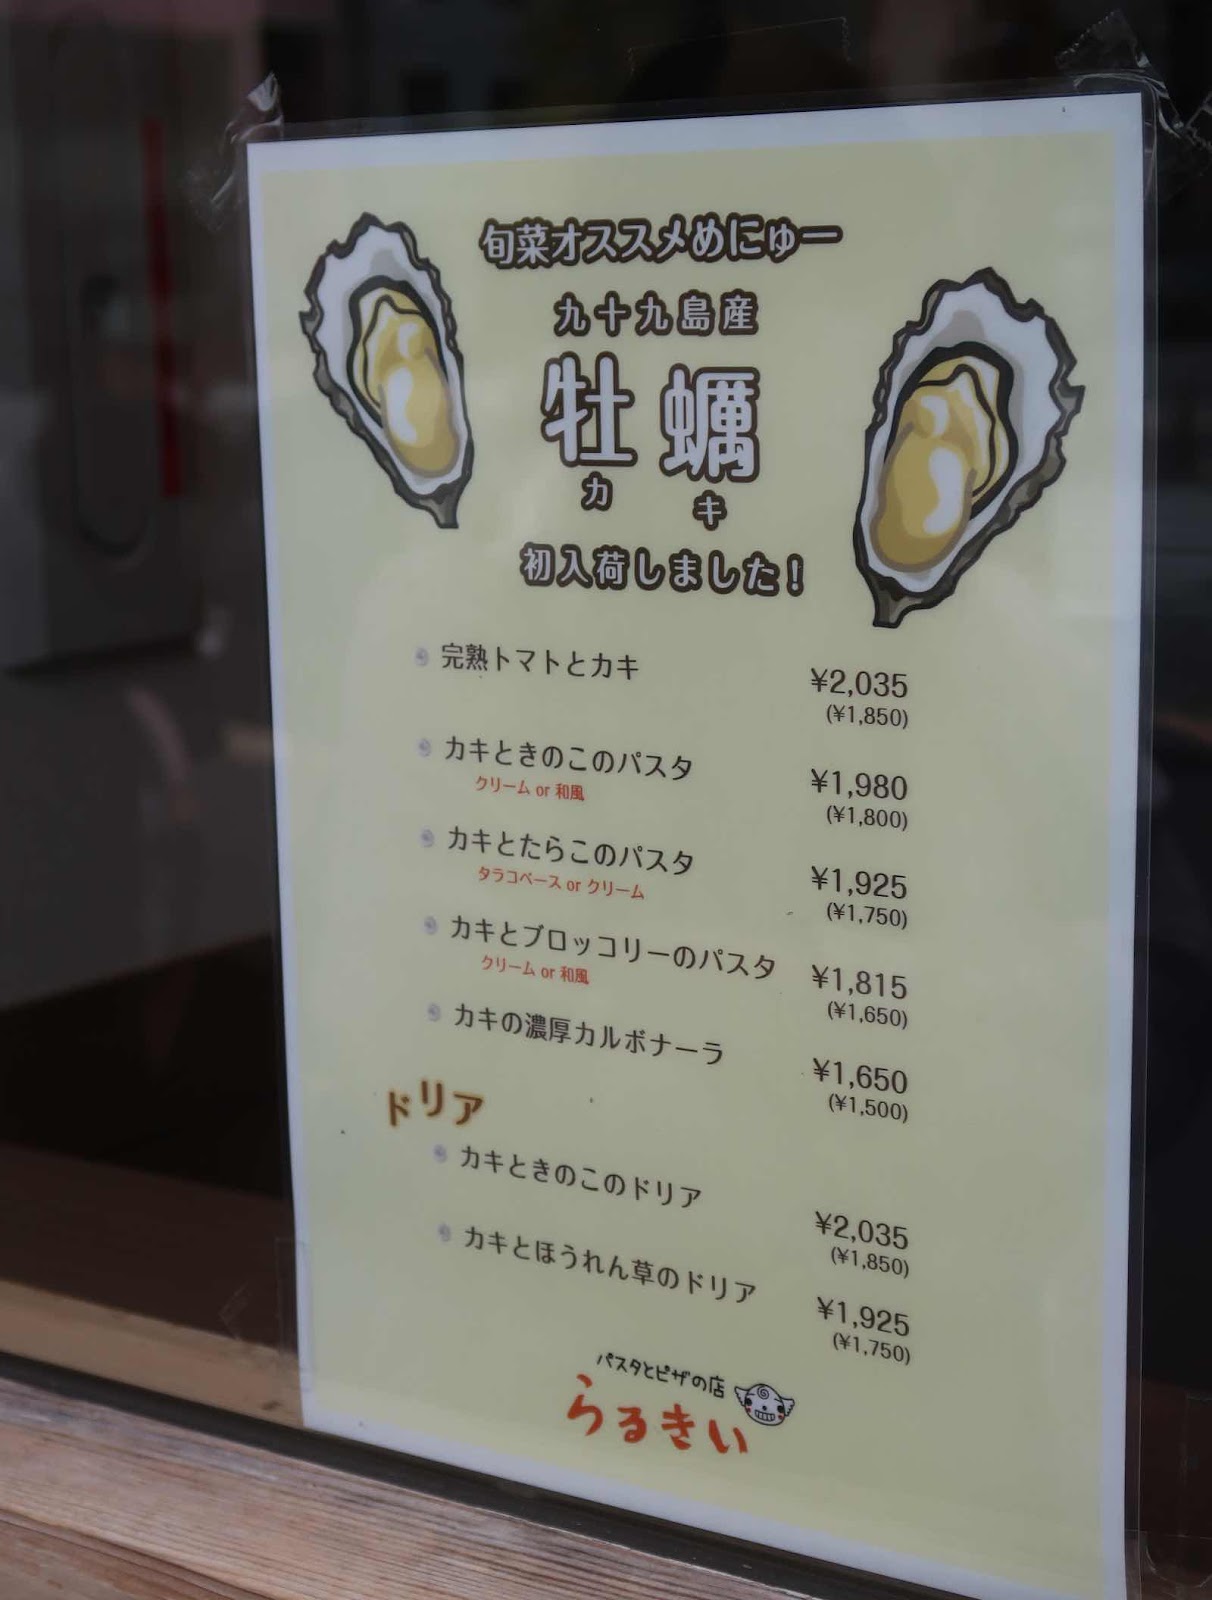 旬菜オススメめにゅー
九十九島産
牡蠣
カキ
初入荷しました！
完熟トマトとカキ ¥2,035
(¥1,850)
カキときのこのパスタ ¥1,980
クリーム or 和風 (¥1,800)
カキとたらこのパスタ ¥1,925
タラコベース or クリーム (¥1,750)
カキとブロッコリーのパスタ ¥1,815
クリーム or 和風 (¥1,650)
カキの濃厚カルボナーラ ¥1,650
(¥1,500)
ドリア
カキときのこのドリア ¥2,035
(¥1,850)
カキとほうれん草のドリア ¥1,925
(¥1,750)
パスタとピザの店
らるきい